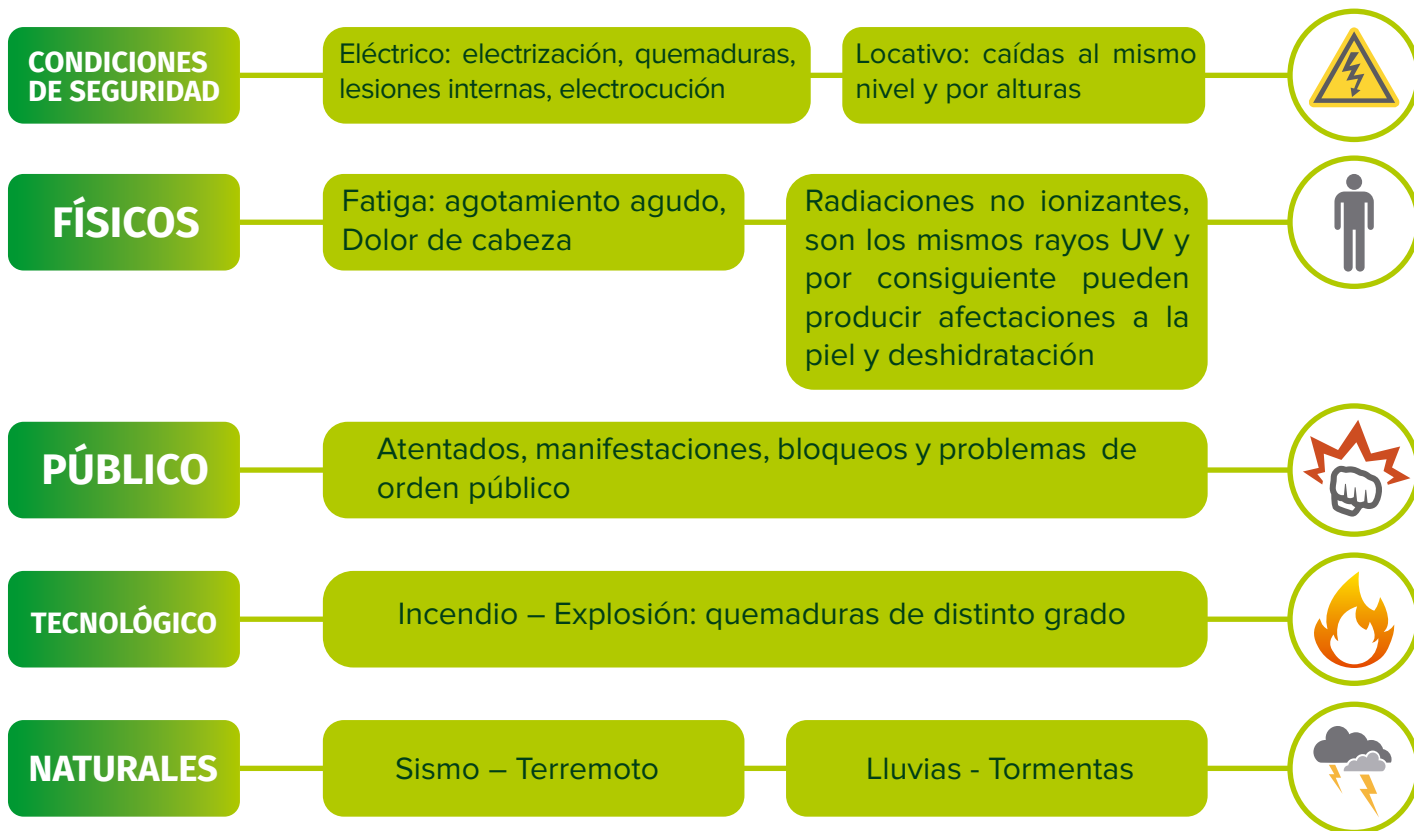 CONDICIONES
DE SEGURIDAD
Eléctrico: electrización, quemaduras,
lesiones internas, electrocución
Locativo: caídas al mismo
nivel y por alturas
FÍSICOS
Fatiga: agotamiento agudo,
Dolor de cabeza
Radiaciones no ionizantes,
son los mismos rayos UV y
por consiguiente pueden
producir afectaciones a la
piel y deshidratación
PÚBLICO
Atentados, manifestaciones, bloqueos y problemas de
orden público
TECNOLÓGICO
Incendio – Explosión: quemaduras de distinto grado
NATURALES
Sismo – Terremoto
Lluvias - Tormentas